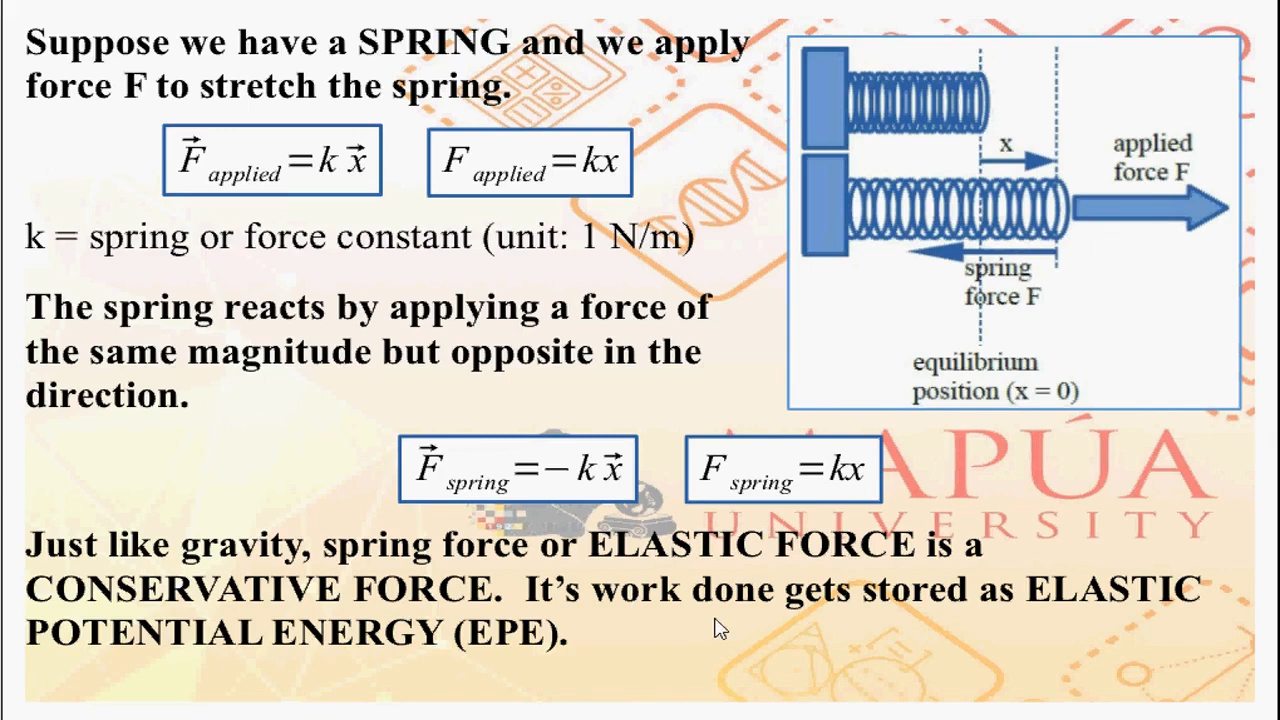 Suppose we have a SPRING and we apply
force F to stretch the spring.
F⃗ applied = k x⃗
F applied = kx
k = spring or force constant (unit: 1 N/m)
The spring reacts by applying a force of
the same magnitude but opposite in the
direction.
F⃗ spring = − k x⃗
F spring = kx
Just like gravity, spring force or ELASTIC FORCE is a
CONSERVATIVE FORCE. It’s work done gets stored as ELASTIC
POTENTIAL ENERGY (EPE).
x
applied
force F
spring
force F
equilibrium
position (x = 0)
MAPÚA
UNIVERSITY